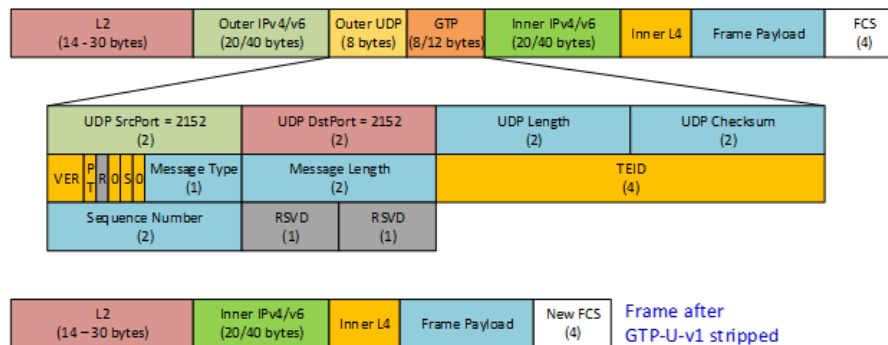 L2 Outer IPv4/v6 Outer UDP GTP Inner IPv4/v6 Inner L4 Frame Payload FCS
(14 - 30 bytes) (20/40 bytes) (8 bytes) (8/12 bytes) (20/40 bytes) (4)
UDP SrcPort = 2152 UDP DstPort = 2152 UDP Length UDP Checksum
(2) (2) (2) (2)
VER PT R 0 S 0 Message Type Message Length TEID
(1) (2) (4)
Sequence Number RSVD RSVD
(2) (1) (1)
L2 Inner IPv4/v6 Inner L4 Frame Payload New FCS Frame after
(14 – 30 bytes) (20/40 bytes) (4) GTP-U-v1 stripped